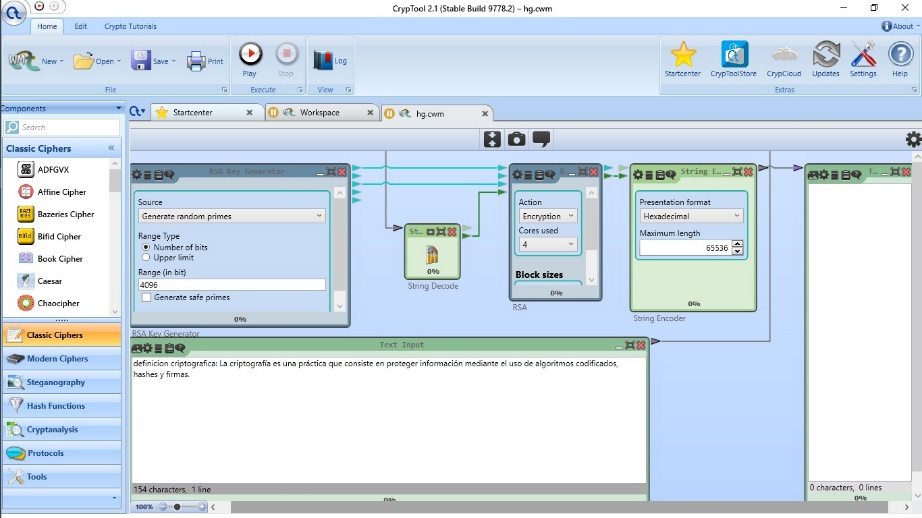 CrypTool 2.1 (Stable Build 9778.2) – hg.cwm
Home Edit Crypto Tutorials About
New Open Save Print Play Stop Log Startcenter CrypToolStore CrypCloud Updates Settings Help
File Execute View Extras
Components
Search
Classic Ciphers
ADFGVX
Affine Cipher
Bazeries Cipher
Bifid Cipher
Book Cipher
Caesar
Chaocipher
Classic Ciphers
Modern Ciphers
Steganography
Hash Functions
Cryptanalysis
Protocols
Tools
Startcenter Workspace hg.cwm
RSA Key Generator
Source
Generate random primes
Range Type
Number of bits
Upper limit
Range (in bit)
4096
Generate safe primes
0%
RSA Key Generator
St...
0%
String Decode
Action
Encryption
Cores used
4
Block sizes
0%
RSA
String E...
Presentation format
Hexadecimal
Maximum length
65536
0%
String Encoder
Text Input
definicion criptografica: La criptografía es una práctica que consiste en proteger información mediante el uso de algoritmos codificados,
hashes y firmas.
154 characters, 1 line
0%
T...
0 characters, 0 lines
0%
100%